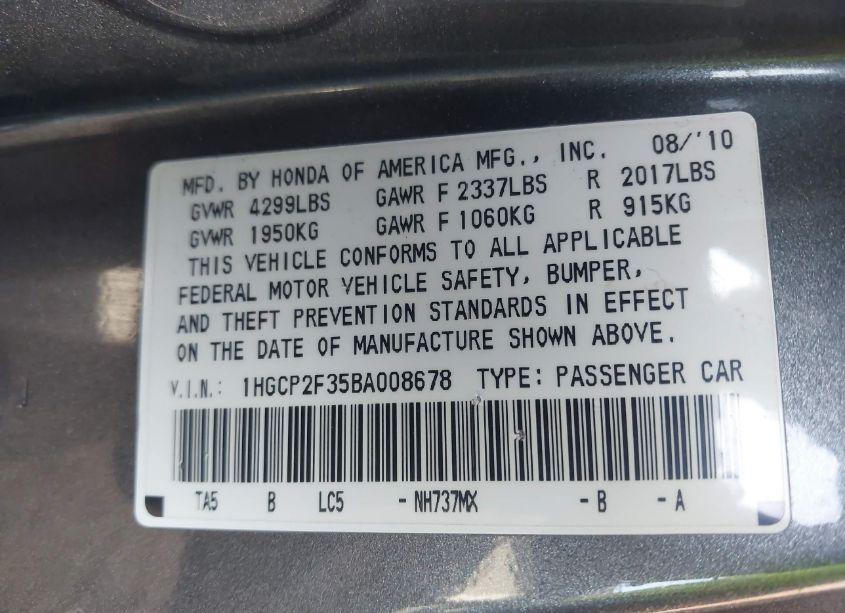 MFD. BY HONDA OF AMERICA MFG., INC. 08/'10
GVWR 4299LBS GAWR F 2337LBS R 2017LBS
GVWR 1950KG GAWR F 1060KG R 915KG
THIS VEHICLE CONFORMS TO ALL APPLICABLE
FEDERAL MOTOR VEHICLE SAFETY, BUMPER,
AND THEFT PREVENTION STANDARDS IN EFFECT
ON THE DATE OF MANUFACTURE SHOWN ABOVE.
V.I.N.: 1HGCP2F35BA008678 TYPE: PASSENGER CAR
TA5 B LC5 -NH737MX -B -A